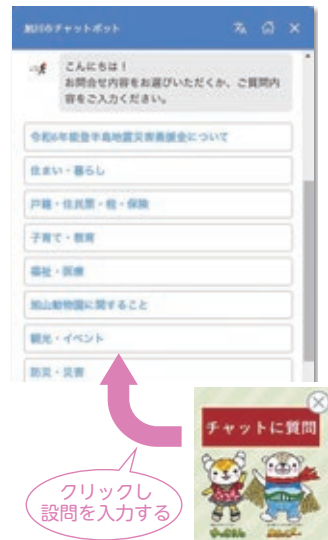 旭川のチャットボット
こんにちは！
お問合せ内容をお選びいただくか、ご質問内
容をご入力ください。
令和6年能登半島地震災害義援金について
住まい・暮らし
戸籍・住民票・税・保険
子育て・教育
福祉・医療
旭山動物園に関すること
観光・イベント
防災・災害
チャットに質問
クリックし
設問を入力する